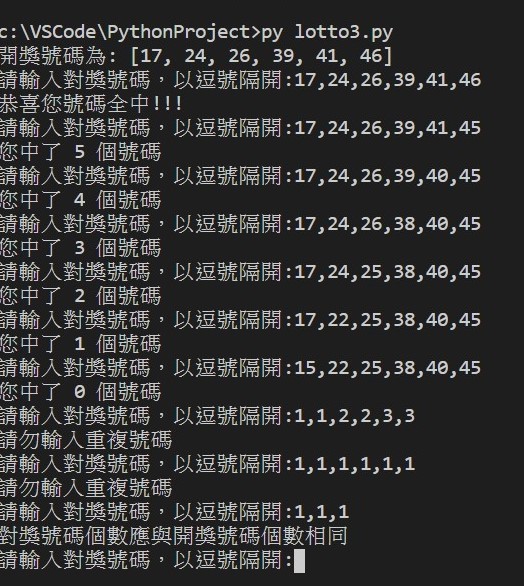 c:\VSCode\PythonProject>py lotto3.py
開獎號碼為: [17, 24, 26, 39, 41, 46]
請輸入對獎號碼，以逗號隔開:17,24,26,39,41,46
恭喜您號碼全中!!!
請輸入對獎號碼，以逗號隔開:17,24,26,39,41,45
您中了 5 個號碼
請輸入對獎號碼，以逗號隔開:17,24,26,39,40,45
您中了 4 個號碼
請輸入對獎號碼，以逗號隔開:17,24,26,38,40,45
您中了 3 個號碼
請輸入對獎號碼，以逗號隔開:17,24,25,38,40,45
您中了 2 個號碼
請輸入對獎號碼，以逗號隔開:17,22,25,38,40,45
您中了 1 個號碼
請輸入對獎號碼，以逗號隔開:15,22,25,38,40,45
您中了 0 個號碼
請輸入對獎號碼，以逗號隔開:1,1,2,2,3,3
請勿輸入重複號碼
請輸入對獎號碼，以逗號隔開:1,1,1,1,1,1
請勿輸入重複號碼
請輸入對獎號碼，以逗號隔開:1,1,1
對獎號碼個數應與開獎號碼個數相同
請輸入對獎號碼，以逗號隔開: